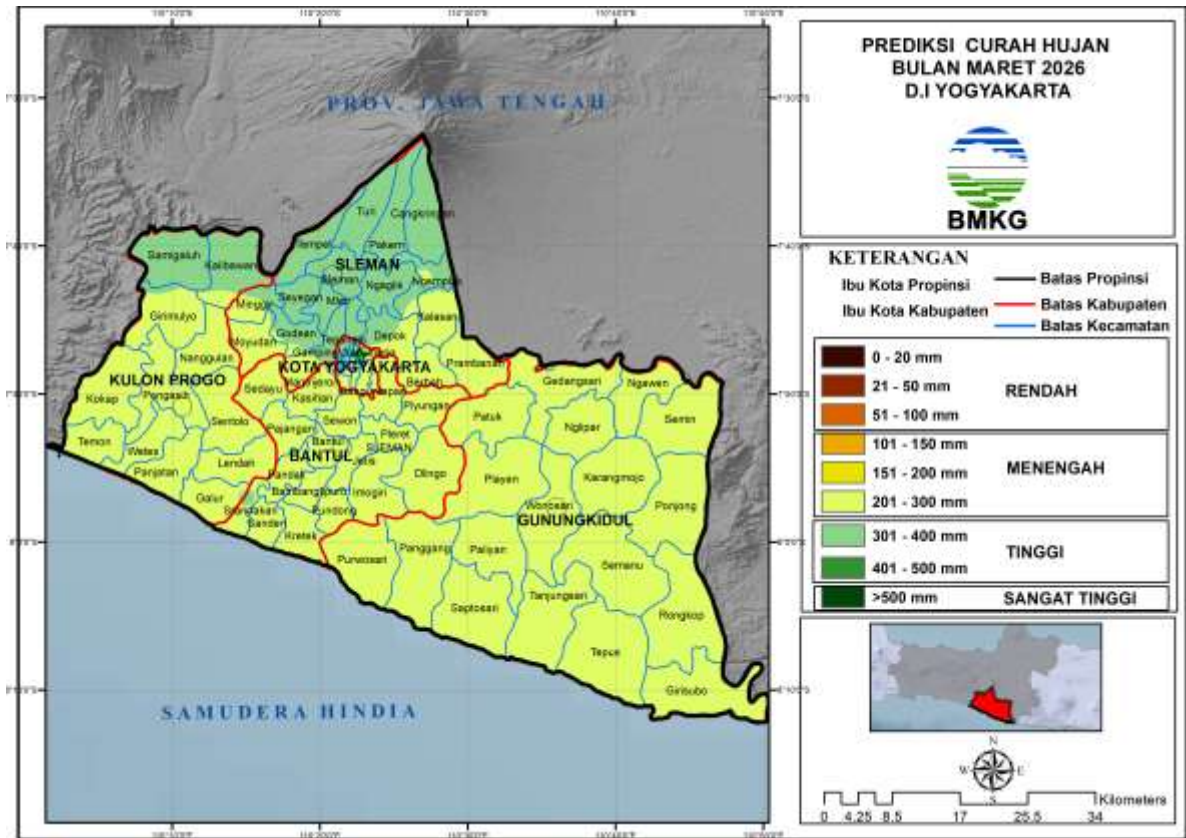 PREDIKSI CURAH HUJAN
BULAN MARET 2026
D.I YOGYAKARTA
BMKG
KETERANGAN
Ibu Kota Propinsi
Ibu Kota Kabupaten
Batas Propinsi
Batas Kabupaten
Batas Kecamatan
0 - 20 mm
21 - 50 mm
51 - 100 mm
RENDAH
101 - 150 mm
151 - 200 mm
201 - 300 mm
MENENGAH
301 - 400 mm
401 - 500 mm
TINGGI
>500 mm
SANGAT TINGGI
N
W
E
S
Kilometers
0 4.25 8.5 17 25.5 34
PROV. JAWA TENGAH
Turi
Cangkringan
Pakem
Samigaluh
Kalibawang
SLEMAN
Ngaglik
Seyegan
Mlati
Minggir
Girimulyo
Godean
Depok
Kalasan
Moyudan
Nanggulan
Prambanan
KOTA YOGYAKARTA
Berbah
Gedangsari
Ngawen
KULON PROGO
Pengasih
Sedayu
Kasihan
Kokap
Piyungan
Patuk
Semin
Sentolo
Sewon
Nglipar
Temon
Pajangan
Pleret
Wates
Bantul
SLEMAN
Panjatan
Lendah
BANTUL
Jetis
Pandak
Dlingo
Playen
Karangmojo
Galur
Imogiri
Wonosari
Ponjong
Sanden
Pundong
GUNUNGKIDUL
Kretek
Purwosari
Panggang
Paliyan
Semanu
Tanjungsari
Saptosari
Rongkop
Tepus
Girisubo
SAMUDERA HINDIA